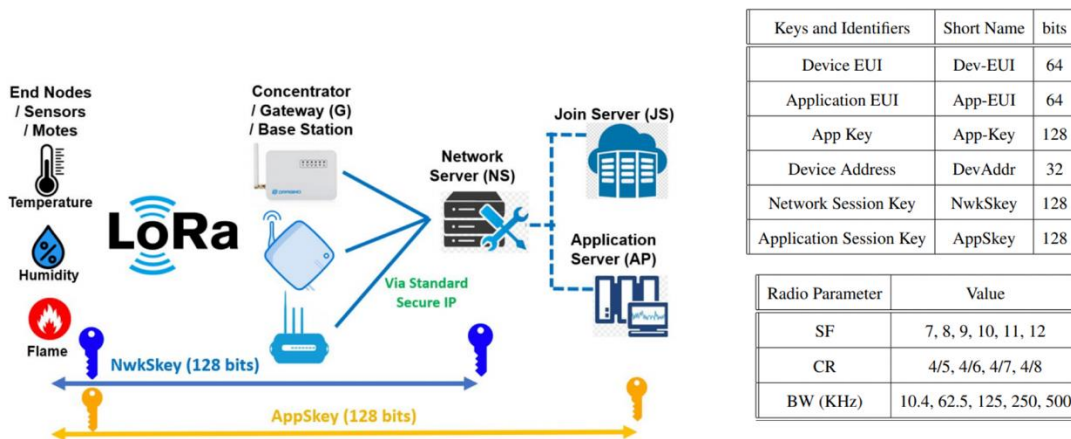 End Nodes
/ Sensors
/ Motes
Temperature
Humidity
Flame
LoRa
Concentrator
/ Gateway (G)
/ Base Station
Network
Server (NS)
Via Standard
Secure IP
Join Server (JS)
Application
Server (AP)
NwkSkey (128 bits)
AppSkey (128 bits)
Keys and Identifiers Short Name bits
Device EUI Dev-EUI 64
Application EUI App-EUI 64
App Key App-Key 128
Device Address DevAddr 32
Network Session Key NwkSkey 128
Application Session Key AppSkey 128
Radio Parameter Value
SF 7, 8, 9, 10, 11, 12
CR 4/5, 4/6, 4/7, 4/8
BW (KHz) 10.4, 62.5, 125, 250, 500